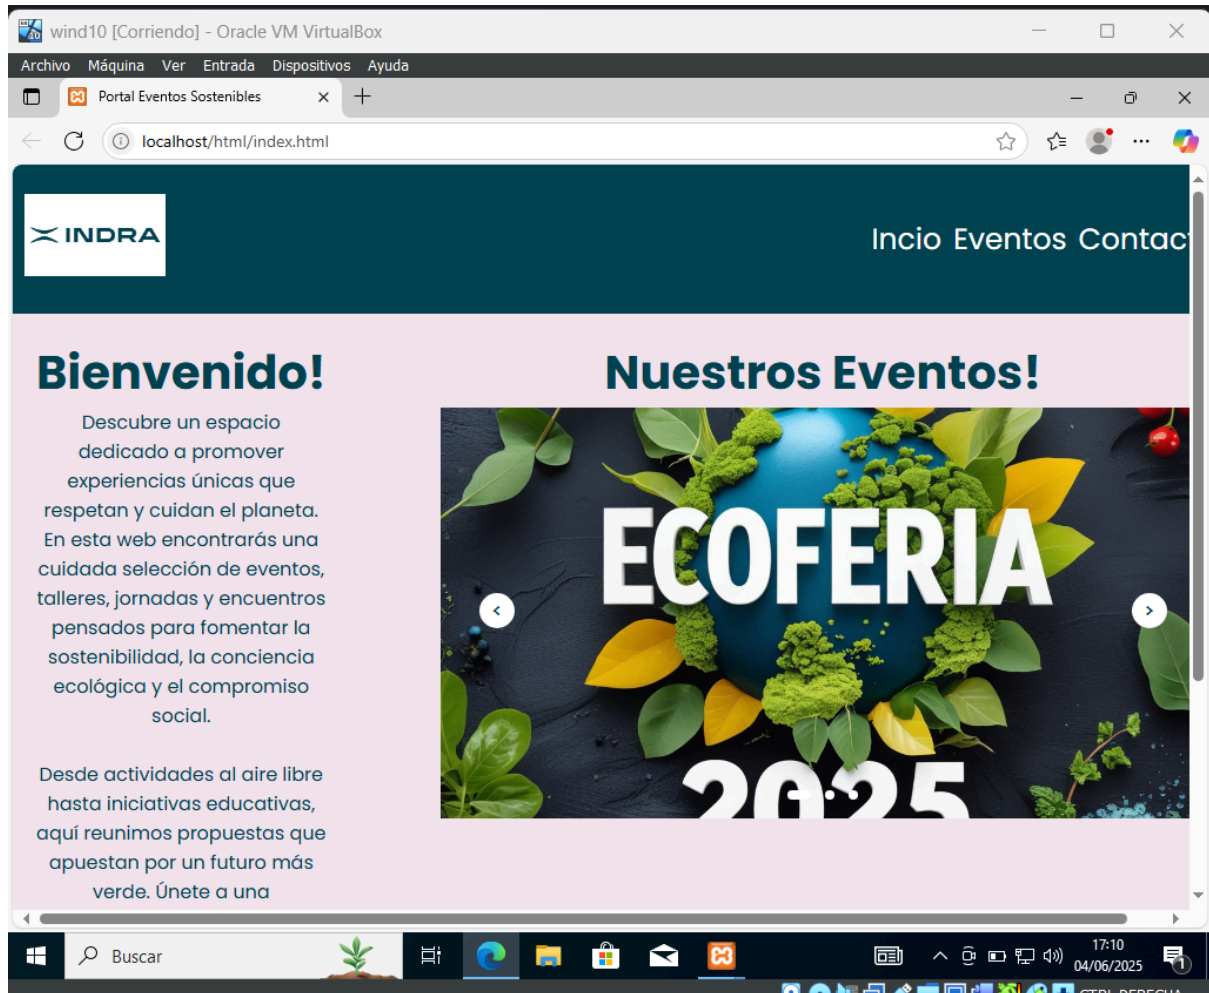 wind10 [Corriendo] - Oracle VM VirtualBox
Archivo Máquina Ver Entrada Dispositivos Ayuda
Portal Eventos Sostenibles
localhost/html/index.html
INDRA
Incio Eventos Contac
Bienvenido!
Descubre un espacio
dedicado a promover
experiencias únicas que
respetan y cuidan el planeta.
En esta web encontrarás una
cuidada selección de eventos,
talleres, jornadas y encuentros
pensados para fomentar la
sostenibilidad, la conciencia
ecológica y el compromiso
social.
Desde actividades al aire libre
hasta iniciativas educativas,
aquí reunimos propuestas que
apuestan por un futuro más
verde. Únete a una
Nuestros Eventos!
ECOFERIA
2025
Buscar
17:10
04/06/2025
1
CTRL DERECHA